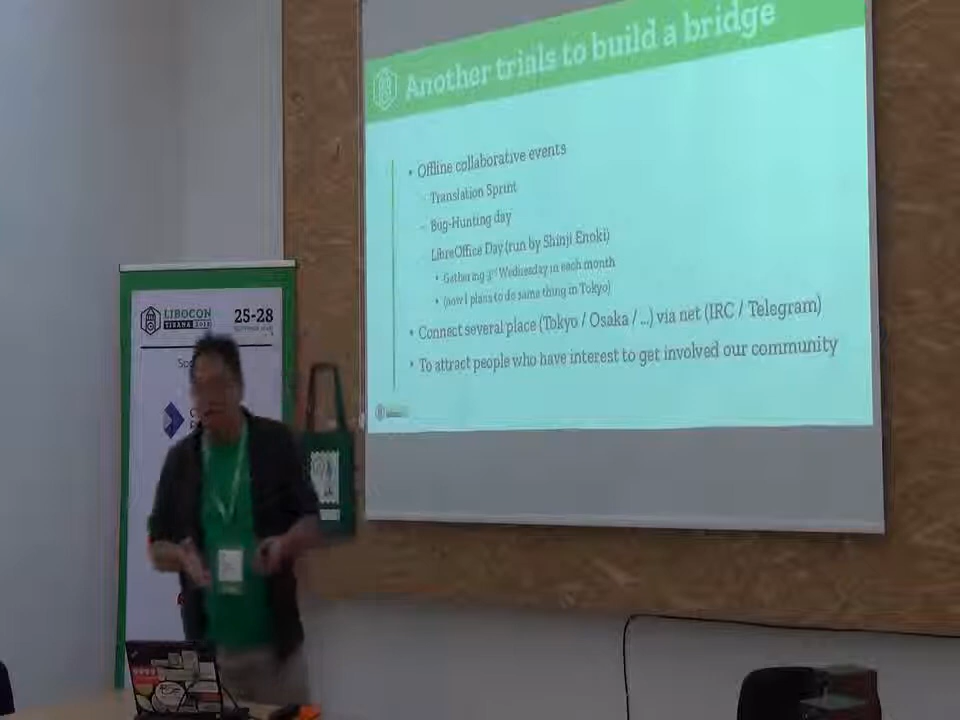 Another trials to build a bridge
• Offline collaborative events
– Translation Sprint
– Bug-Hunting day
LibreOffice Day (run by Shinji Enoki)
• Gathering 3rd Wednesday in each month
• (now I plans to do same thing in Tokyo)
• Connect several place (Tokyo / Osaka / ...) via net (IRC / Telegram)
• To attract people who have interest to get involved our community
LIBOCON
TIRANA 2018
25-28